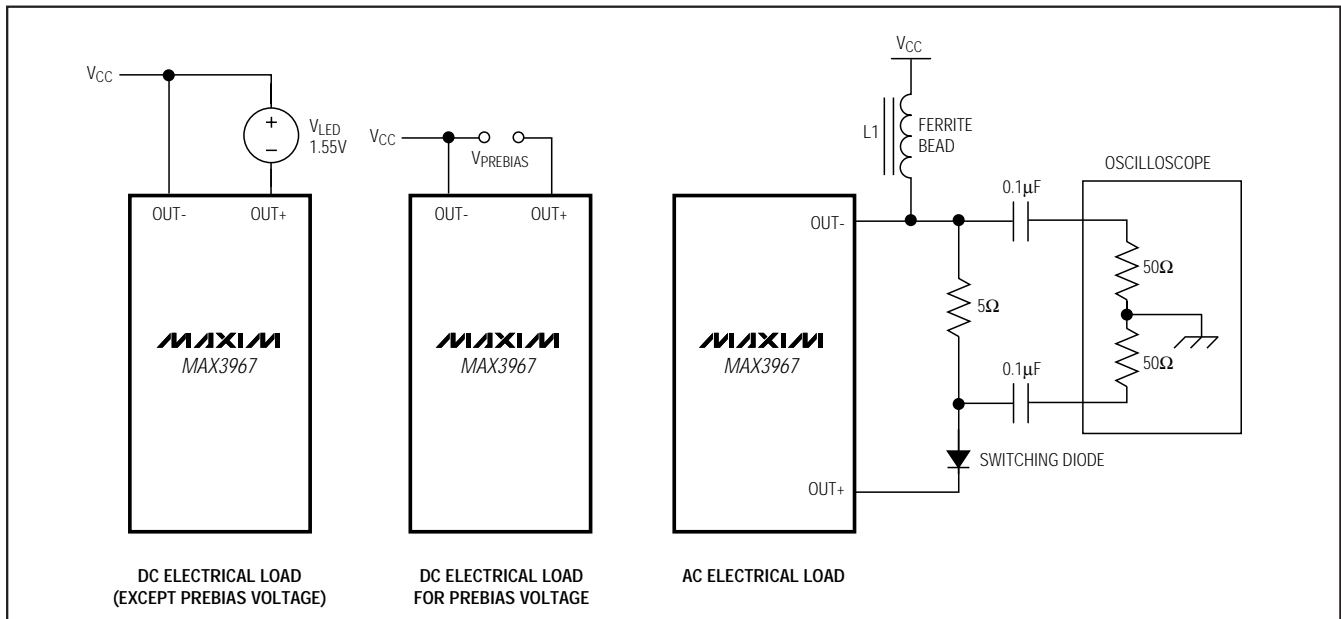 VCC
+
−
VLED
1.55V
OUT-
OUT+
MAXIM
MAX3967
DC ELECTRICAL LOAD
(EXCEPT PREBIAS VOLTAGE)
VCC
VPREBIAS
OUT-
OUT+
MAXIM
MAX3967
DC ELECTRICAL LOAD
FOR PREBIAS VOLTAGE
VCC
L1
FERRITE
BEAD
OSCILLOSCOPE
0.1μF
OUT-
50Ω
5Ω
MAXIM
MAX3967
50Ω
0.1μF
SWITCHING DIODE
OUT+
AC ELECTRICAL LOAD